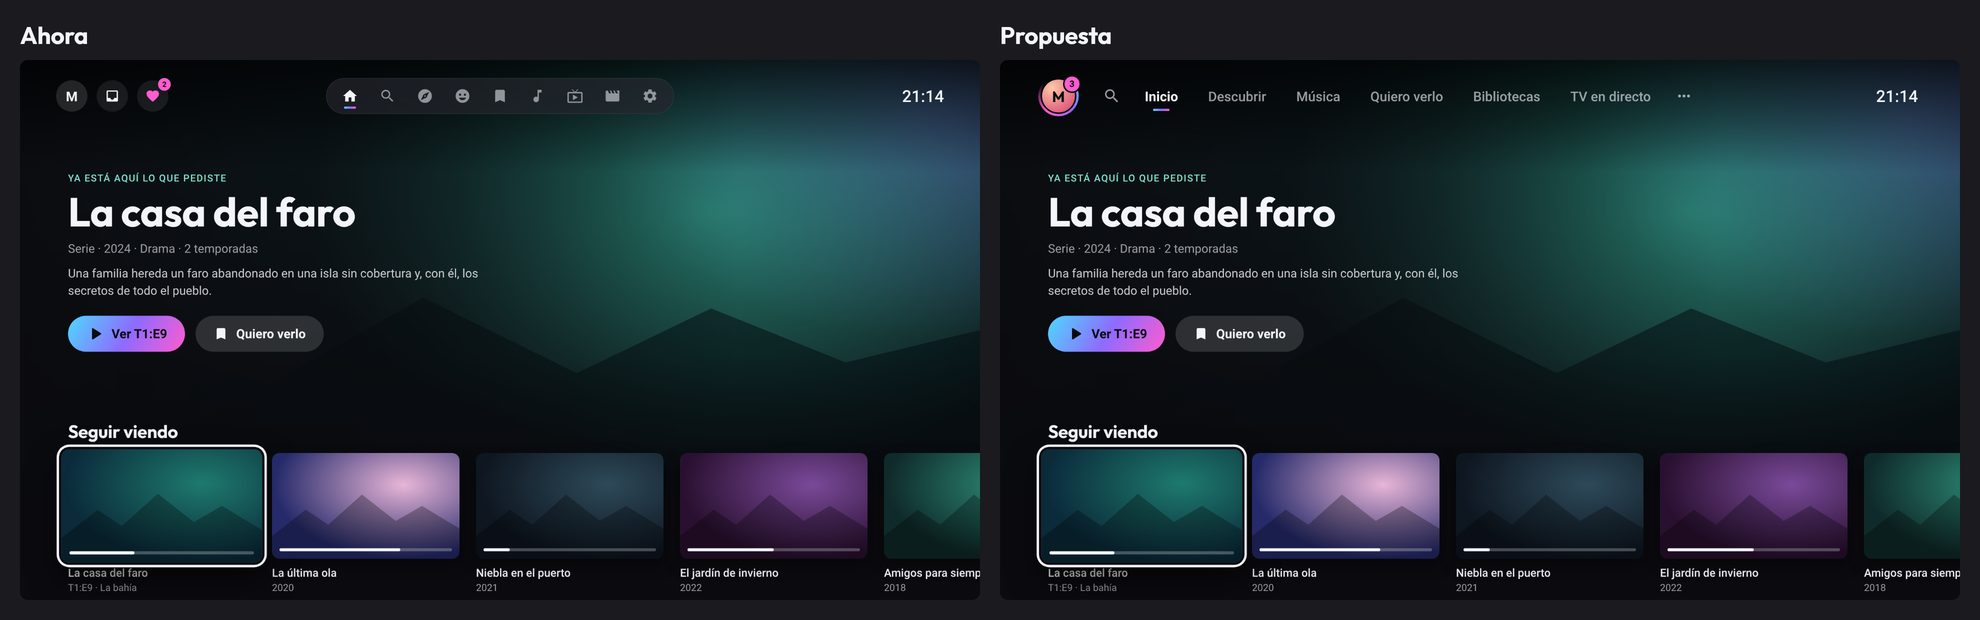 Ahora
M
2
21:14
YA ESTÁ AQUÍ LO QUE PEDISTE
La casa del faro
Serie · 2024 · Drama · 2 temporadas
Una familia hereda un faro abandonado en una isla sin cobertura y, con él, los
secretos de todo el pueblo.
Ver T1:E9
Quiero verlo
Seguir viendo
La casa del faro
T1:E9 · La bahía
La última ola
2020
Niebla en el puerto
2021
El jardín de invierno
2022
Amigos para siemp
2018
Propuesta
M
3
Inicio
Descubrir
Música
Quiero verlo
Bibliotecas
TV en directo
21:14
YA ESTÁ AQUÍ LO QUE PEDISTE
La casa del faro
Serie · 2024 · Drama · 2 temporadas
Una familia hereda un faro abandonado en una isla sin cobertura y, con él, los
secretos de todo el pueblo.
Ver T1:E9
Quiero verlo
Seguir viendo
La casa del faro
T1:E9 · La bahía
La última ola
2020
Niebla en el puerto
2021
El jardín de invierno
2022
Amigos para siemp
2018